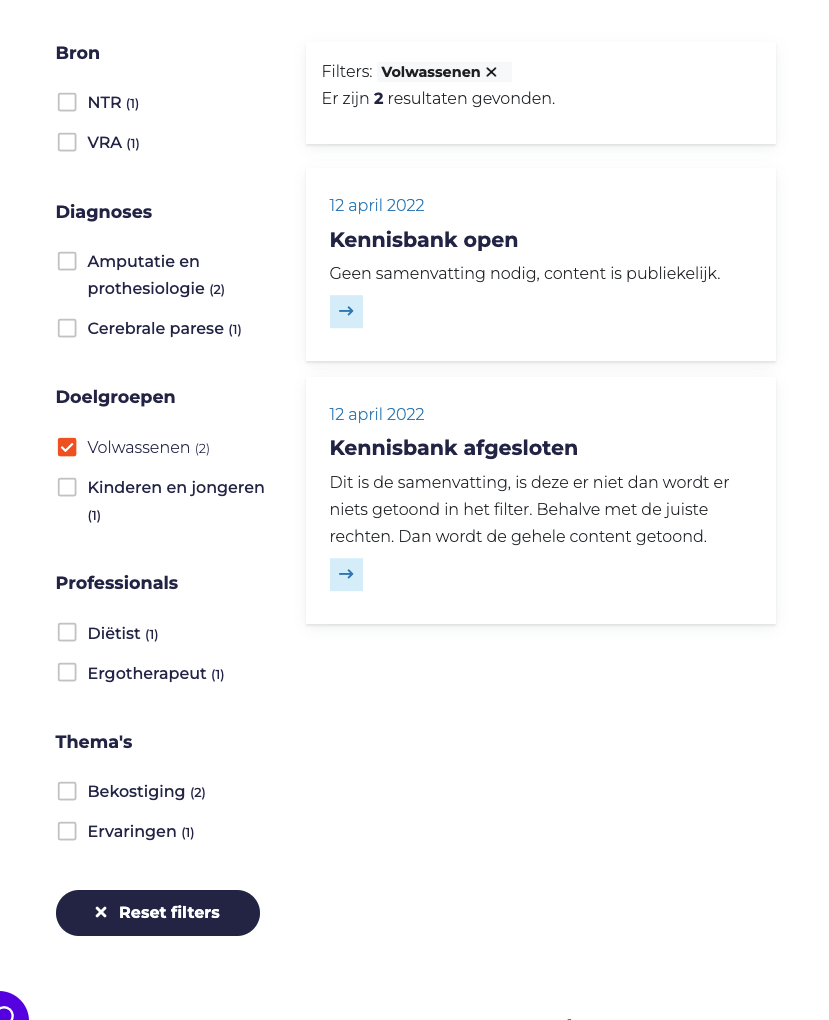 Bron
NTR (1)
VRA (1)
Diagnoses
Amputatie en
prothesiologie (2)
Cerebrale parese (1)
Doelgroepen
Volwassenen (2)
Kinderen en jongeren
(1)
Professionals
Diëtist (1)
Ergotherapeut (1)
Thema's
Bekostiging (2)
Ervaringen (1)
Reset filters
Filters: Volwassenen ✕
Er zijn 2 resultaten gevonden.
12 april 2022
Kennisbank open
Geen samenvatting nodig, content is publiekelijk.
12 april 2022
Kennisbank afgesloten
Dit is de samenvatting, is deze er niet dan wordt er
niets getoond in het filter. Behalve met de juiste
rechten. Dan wordt de gehele content getoond.